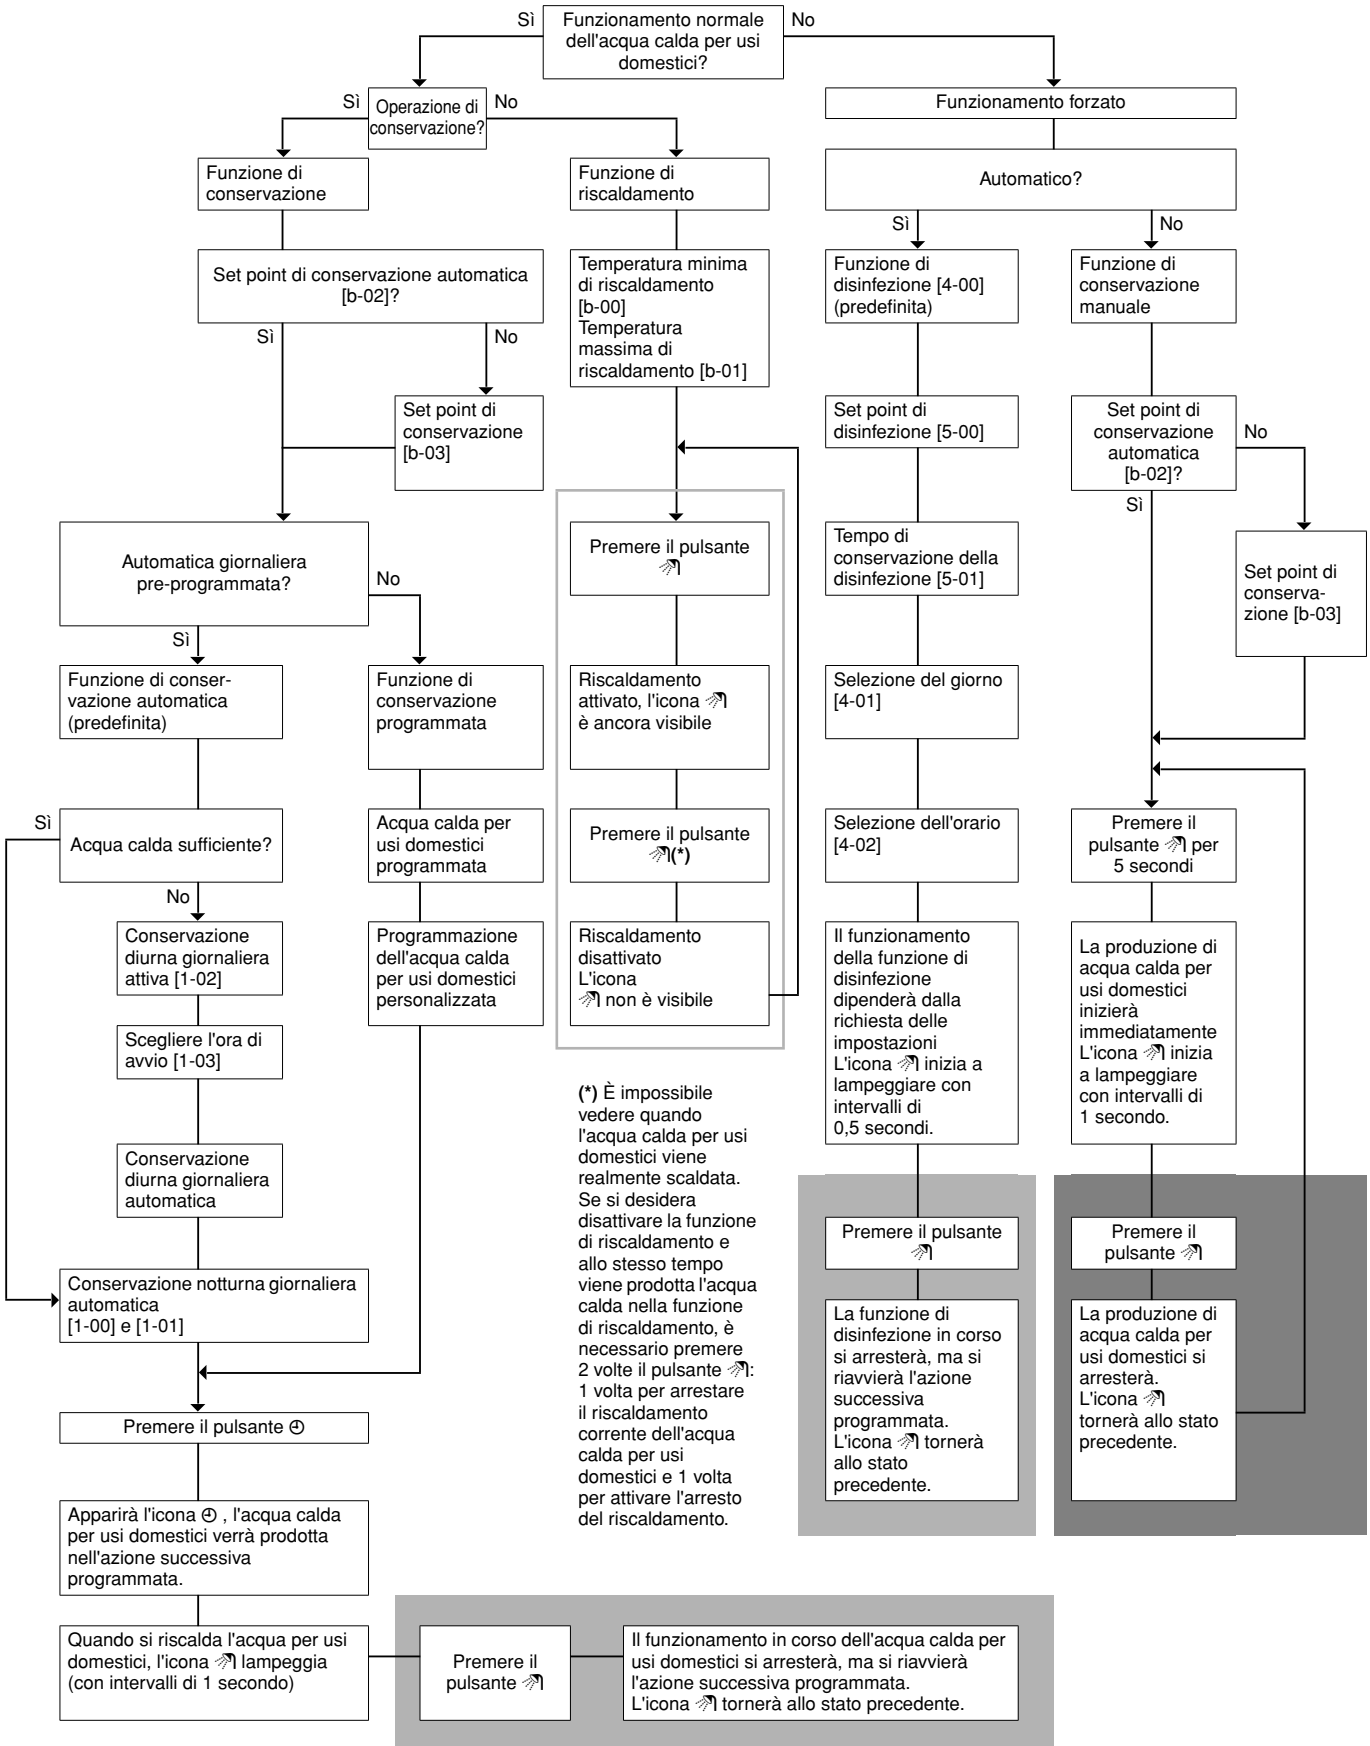 Sì
Funzionamento normale
dell'acqua calda per usi
domestici?
No
Sì
Operazione di
conservazione?
No
Funzionamento forzato
Funzione di
conservazione
Funzione di
riscaldamento
Automatico?
Sì
No
Set point di conservazione automatica
[b-02]?
Sì
No
Temperatura minima
di riscaldamento
[b-00]
Temperatura
massima di
riscaldamento [b-01]
Funzione di
disinfezione [4-00]
(predefinita)
Funzione di
conservazione
manuale
Set point di
conservazione
[b-03]
Set point di
disinfezione [5-00]
Set point di
conservazione
automatica
[b-02]?
No
Sì
Automatica giornaliera
pre-programmata?
No
Sì
Premere il pulsante
Tempo di
conservazione della
disinfezione [5-01]
Set point di
conserva-
zione [b-03]
Funzione di conser-
vazione automatica
(predefinita)
Funzione di
conservazione
programmata
Riscaldamento
attivato, l'icona
è ancora visibile
Selezione del giorno
[4-01]
Sì
Acqua calda sufficiente?
No
Acqua calda per
usi domestici
programmata
Premere il pulsante
(*)
Selezione dell'orario
[4-02]
Premere il
pulsante per
5 secondi
Conservazione
diurna giornaliera
attiva [1-02]
Programmazione
dell'acqua calda
per usi domestici
personalizzata
Riscaldamento
disattivato
L'icona
non è visibile
Il funzionamento
della funzione di
disinfezione
dipenderà dalla
richiesta delle
impostazioni
L'icona inizia a
lampeggiare con
intervalli di
0,5 secondi.
La produzione di
acqua calda per
usi domestici
inizierà
immediatamente
L'icona inizia
a lampeggiare
con intervalli di
1 secondo.
Scegliere l'ora di
avvio [1-03]
Conservazione
diurna giornaliera
automatica
(*) È impossibile
vedere quando
l'acqua calda per usi
domestici viene
realmente scaldata.
Se si desidera
disattivare la funzione
di riscaldamento e
allo stesso tempo
viene prodotta l'acqua
calda nella funzione
di riscaldamento, è
necessario premere
2 volte il pulsante :
1 volta per arrestare
il riscaldamento
corrente dell'acqua
calda per usi
domestici e 1 volta
per attivare l'arresto
del riscaldamento.
Premere il pulsante
Premere il
pulsante
Conservazione notturna giornaliera
automatica
[1-00] e [1-01]
La funzione di
disinfezione in corso
si arresterà, ma si
riavvierà l'azione
successiva
programmata.
L'icona tornerà
allo stato
precedente.
La produzione di
acqua calda per
usi domestici si
arresterà.
L'icona
tornerà allo stato
precedente.
Premere il pulsante
Apparirà l'icona , l'acqua calda
per usi domestici verrà prodotta
nell'azione successiva
programmata.
Quando si riscalda l'acqua per usi
domestici, l'icona lampeggia
(con intervalli di 1 secondo)
Premere il
pulsante
Il funzionamento in corso dell'acqua calda per
usi domestici si arresterà, ma si riavvierà
l'azione successiva programmata.
L'icona tornerà allo stato precedente.